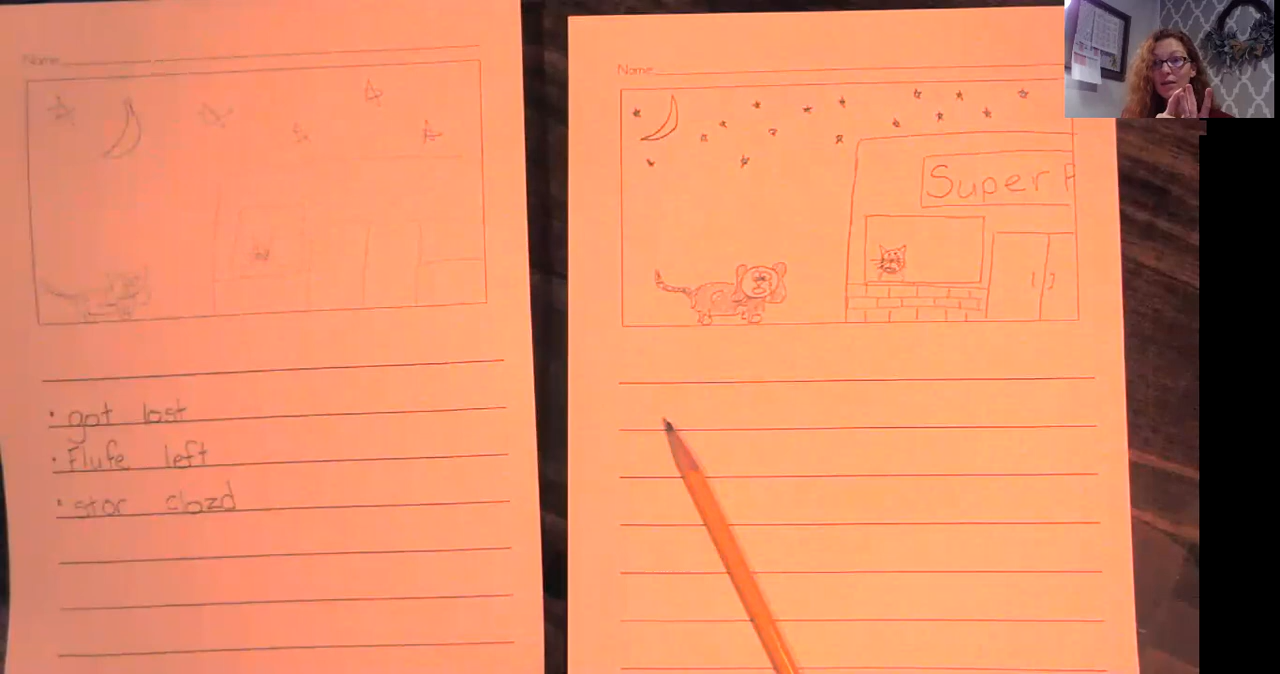 Name
· got lost
· Flufe left
· stor clozd
Name
Super P